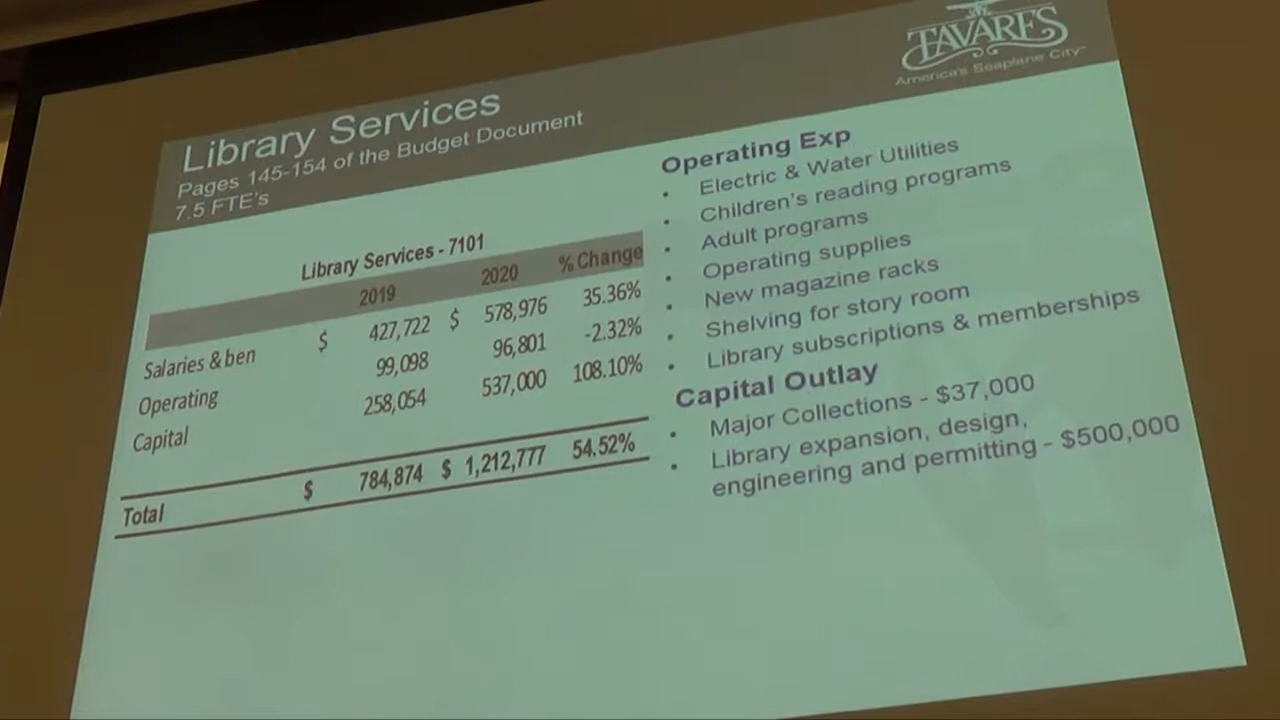 TAVARES
America's Seaplane City
Library Services
Pages 145-154 of the Budget Document
7.5 FTE's
Library Services - 7101
2019 2020 % Change
Salaries & ben $ 427,722 $ 578,976 35.36%
Operating 99,098 96,801 -2.32%
Capital 258,054 537,000 108.10%
Total $ 784,874 $ 1,212,777 54.52%
Operating Exp
• Electric & Water Utilities
• Children's reading programs
• Adult programs
• Operating supplies
• New magazine racks
• Shelving for story room
• Library subscriptions & memberships
Capital Outlay
• Major Collections - $37,000
• Library expansion, design,
engineering and permitting - $500,000